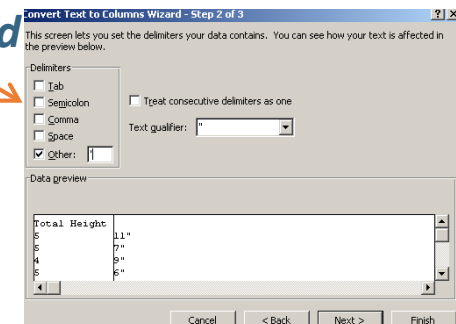 Convert Text to Columns Wizard - Step 2 of 3
d
This screen lets you set the delimiters your data contains. You can see how your text is affected in
the preview below.
Delimiters
Tab
Semicolon
Comma
Space
Other: '
Treat consecutive delimiters as one
Text qualifier: "
Data preview
Total Height
5 11"
5 7"
4 9"
5 6"
Cancel < Back Next > Finish